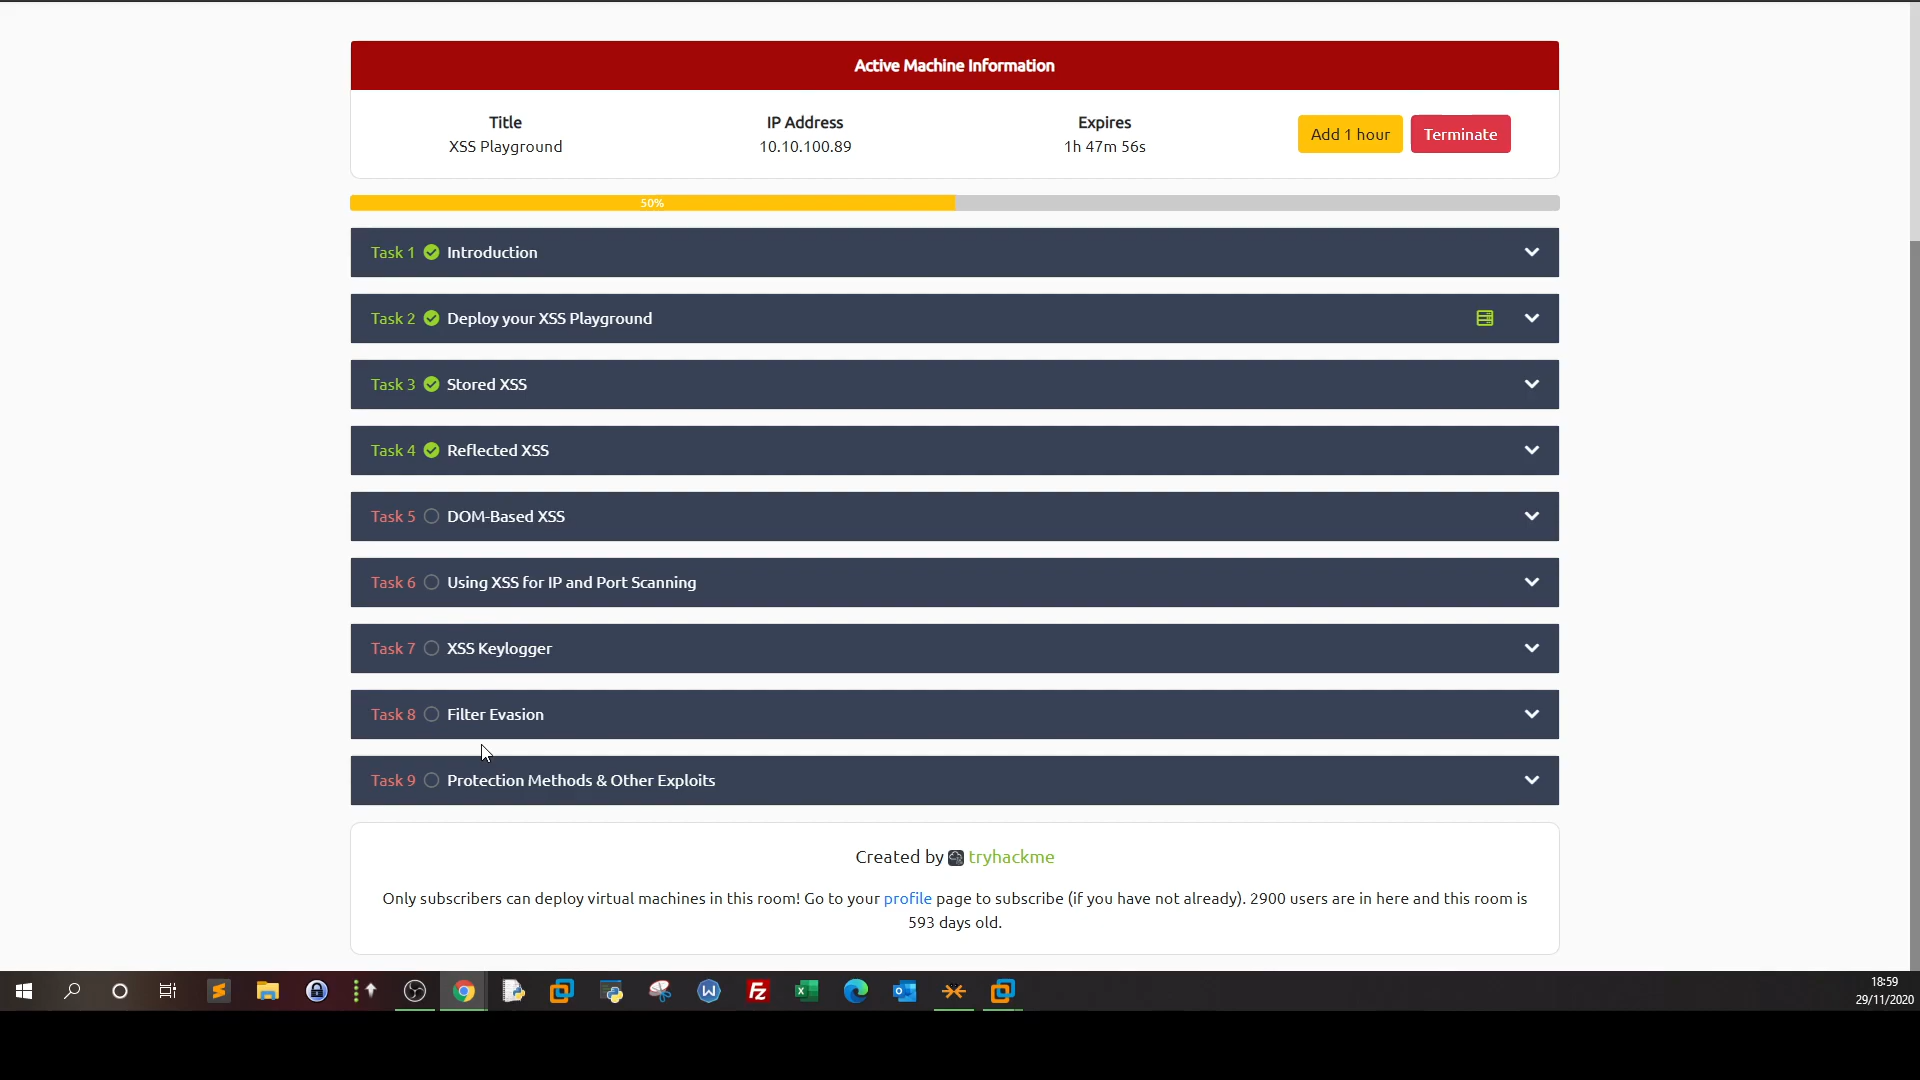 Active Machine Information
Title
XSS Playground
IP Address
10.10.100.89
Expires
1h 47m 56s
Add 1 hour
Terminate
50%
Task 1 Introduction
Task 2 Deploy your XSS Playground
Task 3 Stored XSS
Task 4 Reflected XSS
Task 5 DOM-Based XSS
Task 6 Using XSS for IP and Port Scanning
Task 7 XSS Keylogger
Task 8 Filter Evasion
Task 9 Protection Methods & Other Exploits
Created by tryhackme
Only subscribers can deploy virtual machines in this room! Go to your profile page to subscribe (if you have not already). 2900 users are in here and this room is
593 days old.
18:59
29/11/2020